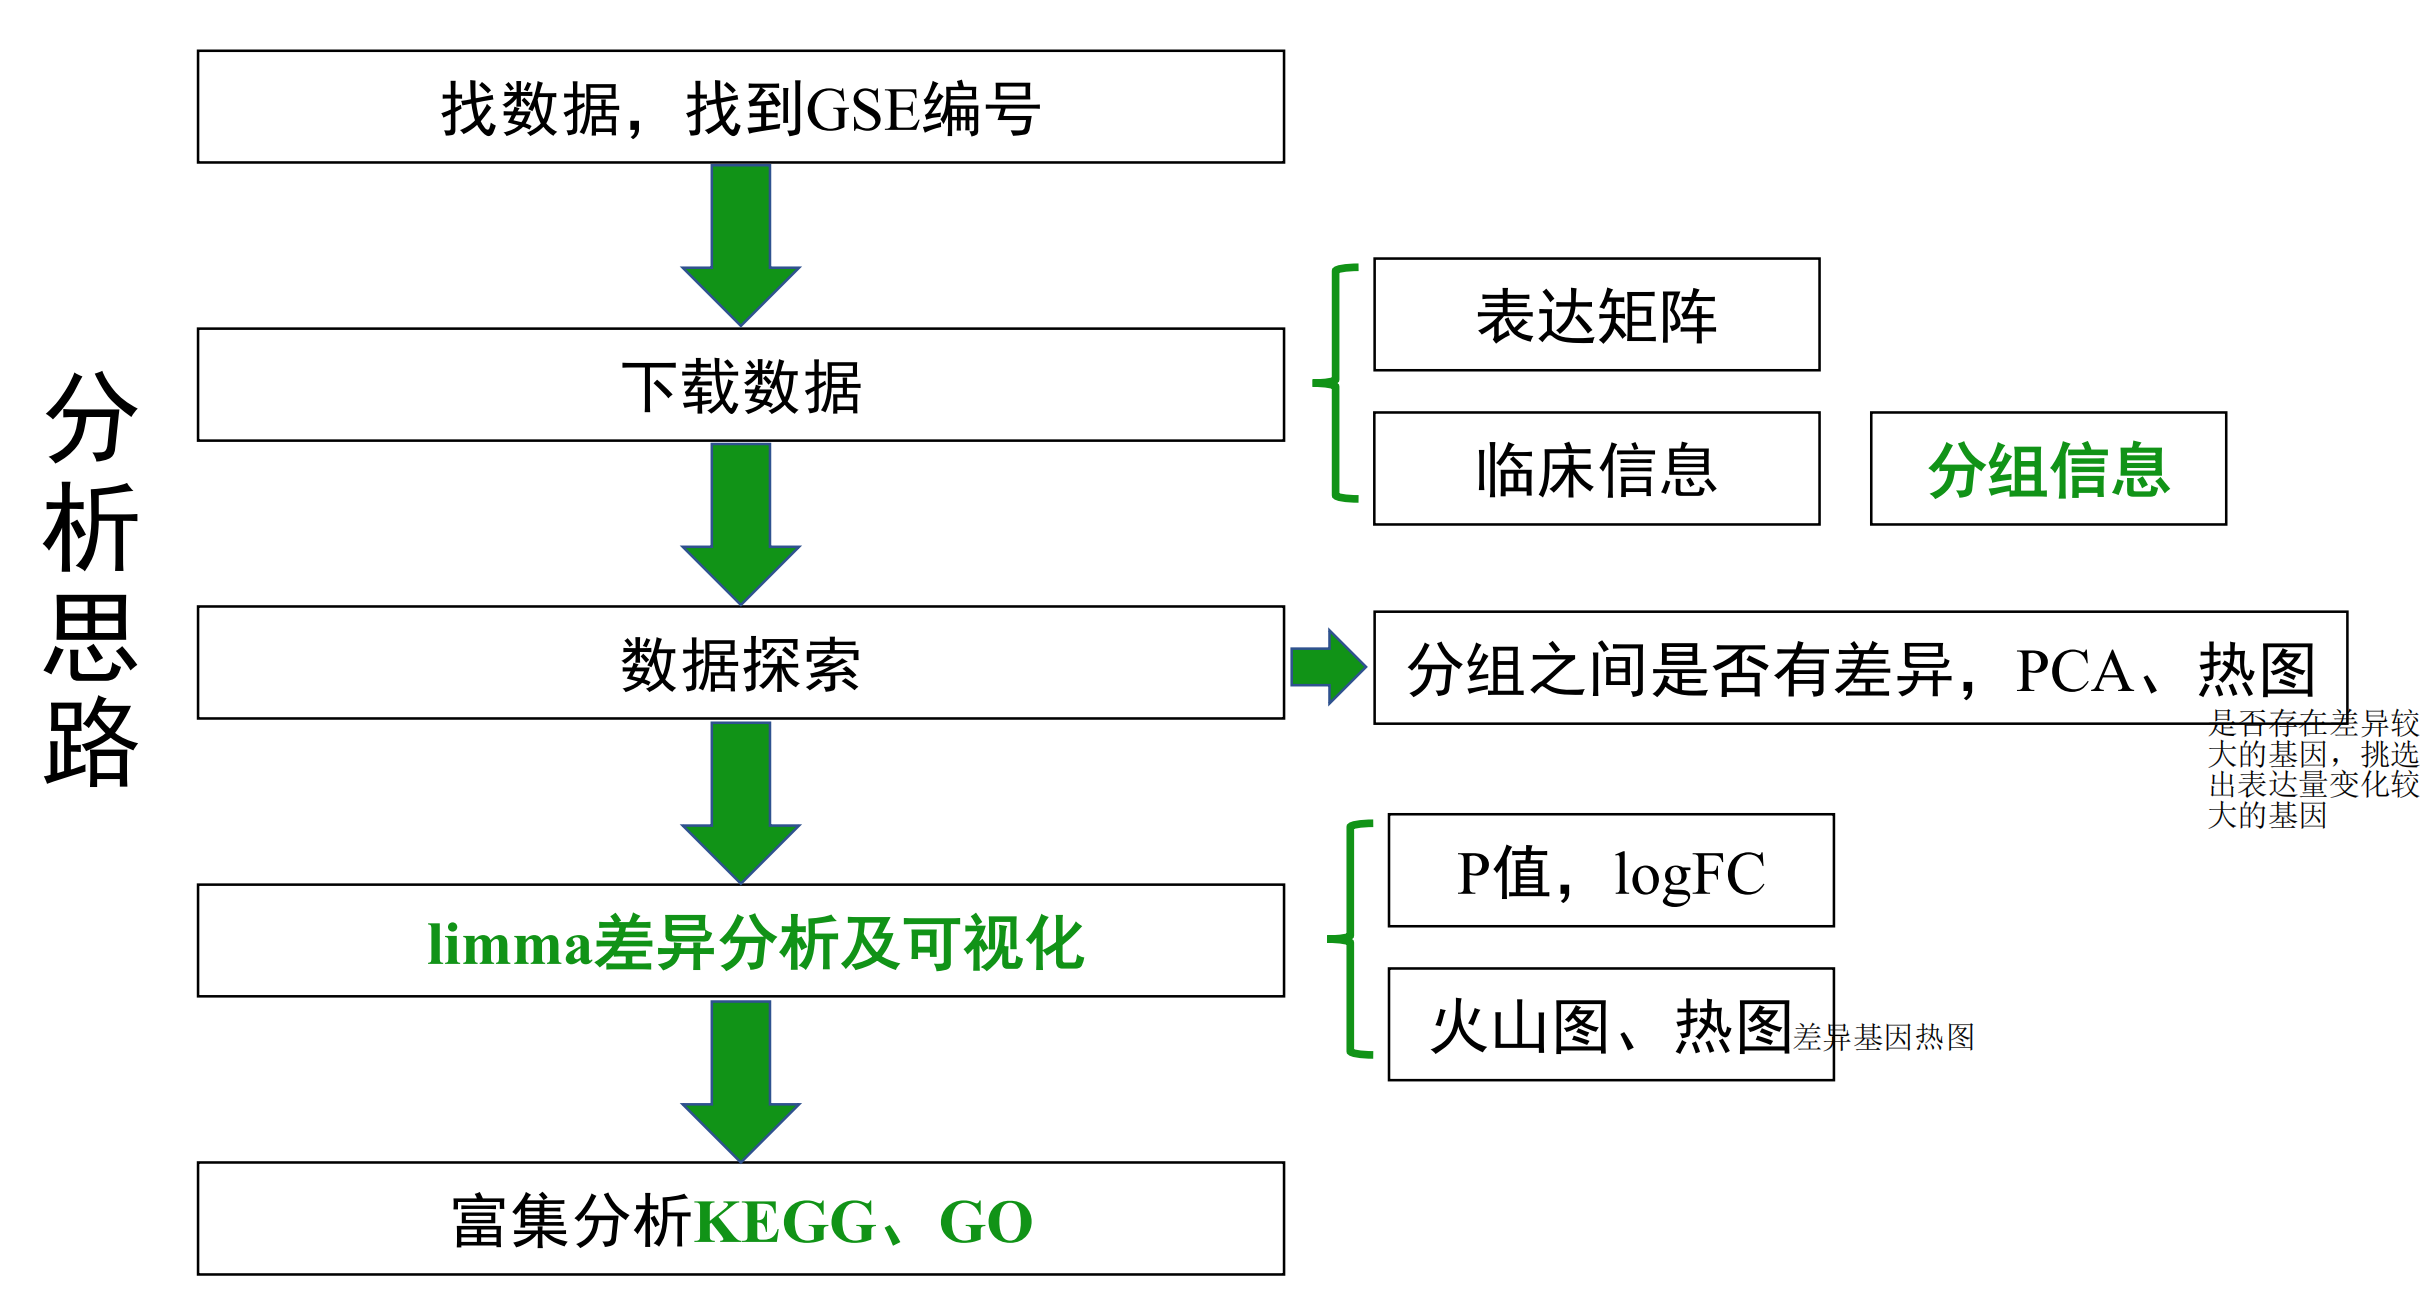 分析思路
找数据，找到GSE编号
下载数据
表达矩阵
临床信息
分组信息
数据探索
分组之间是否有差异，PCA、热图
是否存在差异较
大的基因，挑选
出表达量变化较
大的基因
limma差异分析及可视化
P值，logFC
火山图、热图
差异基因热图
富集分析KEGG、GO